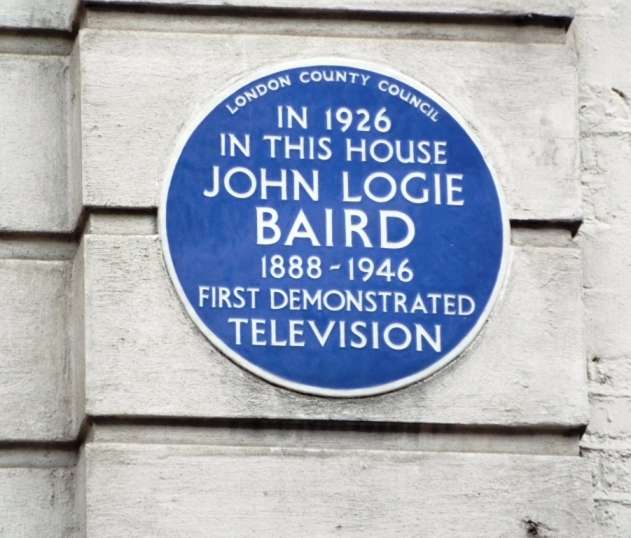 LONDON COUNTY COUNCIL
IN 1926
IN THIS HOUSE
JOHN LOGIE
BAIRD
1888-1946
FIRST DEMONSTRATED
TELEVISION